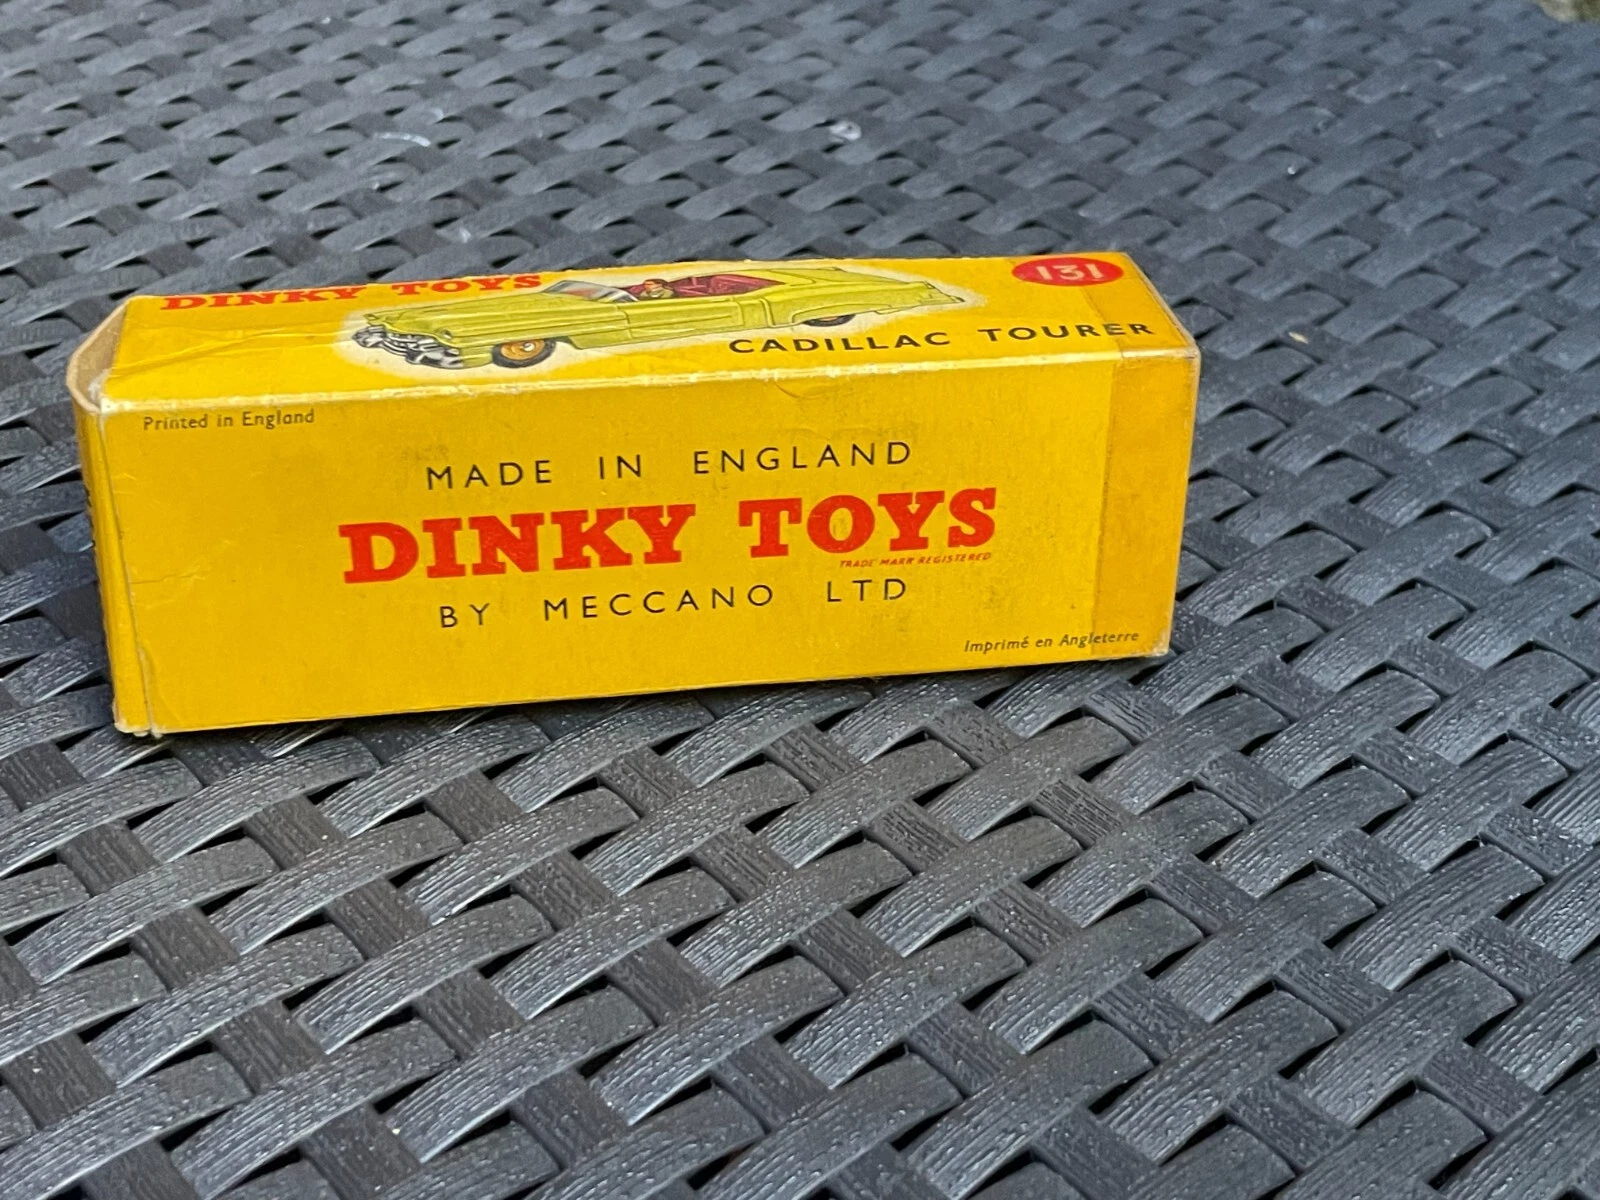 DINKY TOYS
131
CADILLAC TOURER
Printed in England
MADE IN ENGLAND
DINKY TOYS
TRADE MARK REGISTERED
BY MECCANO LTD
Imprimé en Angleterre